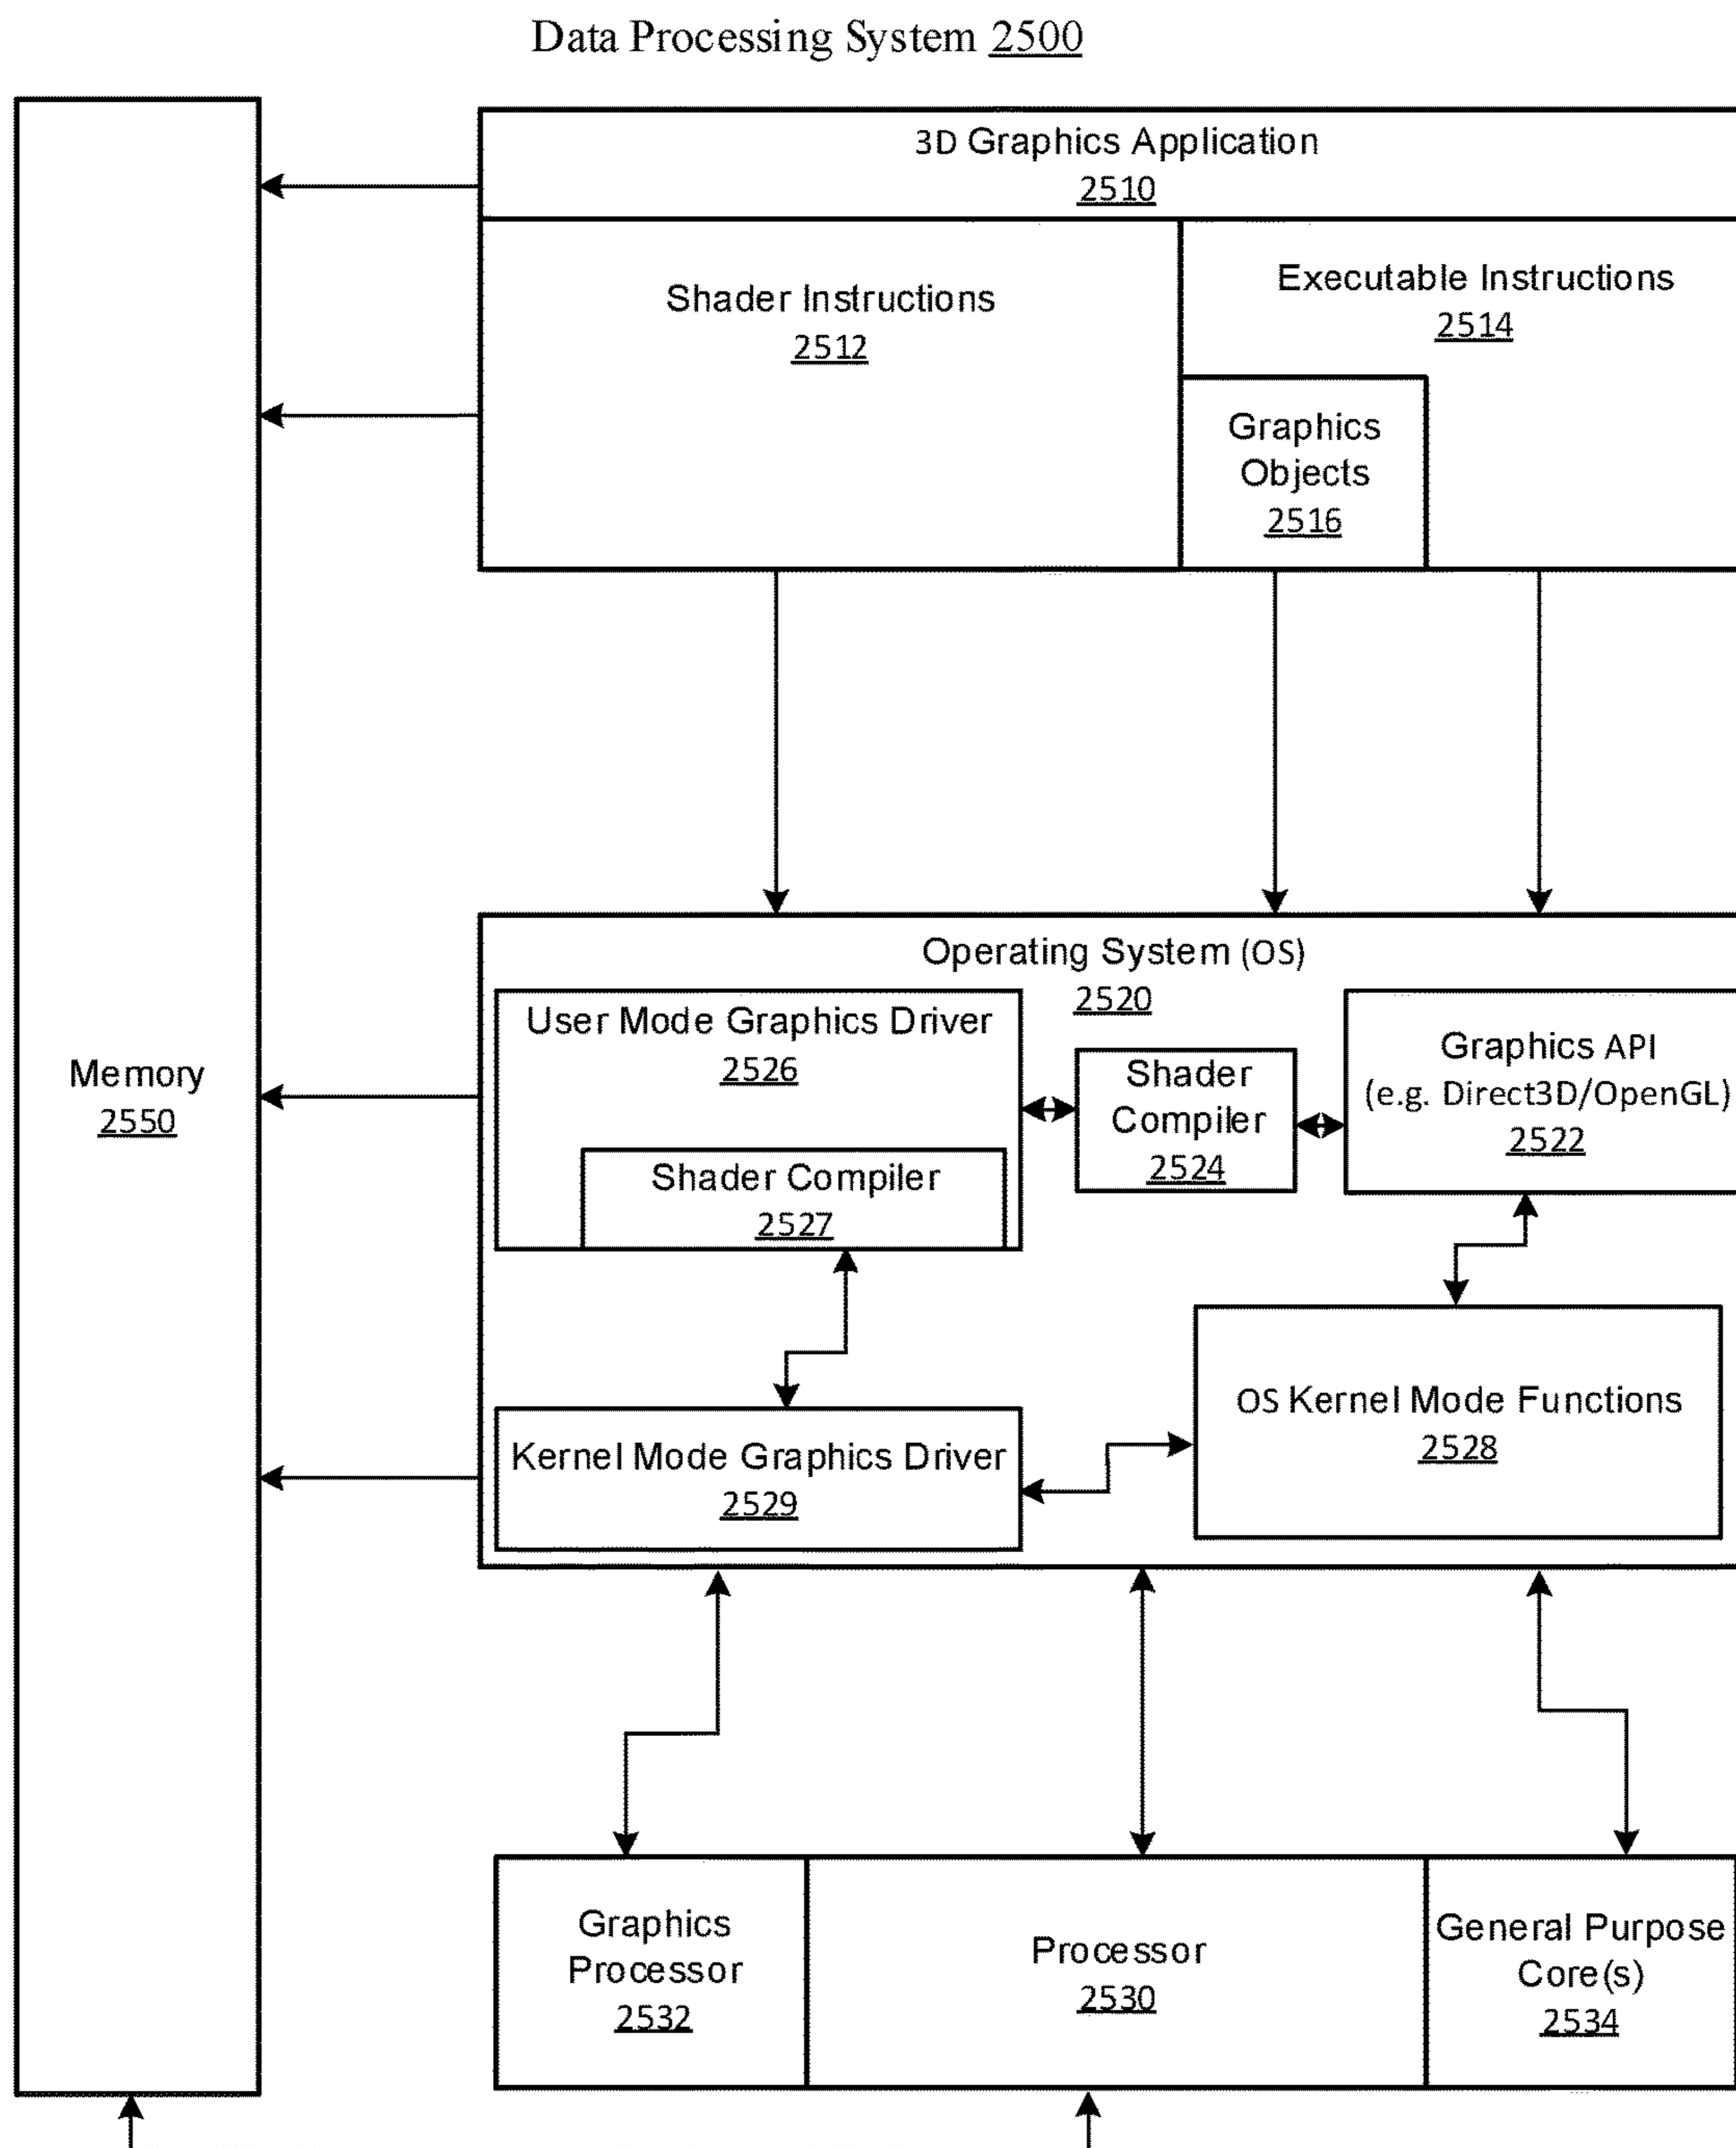 Data Processing System 2500
3D Graphics Application
2510
Shader Instructions
2512
Executable Instructions
2514
Graphics
Objects
2516
Memory
2550
Operating System (OS)
2520
User Mode Graphics Driver
2526
Shader Compiler
2527
Shader
Compiler
2524
Graphics API
(e.g. Direct3D/OpenGL)
2522
OS Kernel Mode Functions
2528
Kernel Mode Graphics Driver
2529
Graphics
Processor
2532
Processor
2530
General Purpose
Core(s)
2534